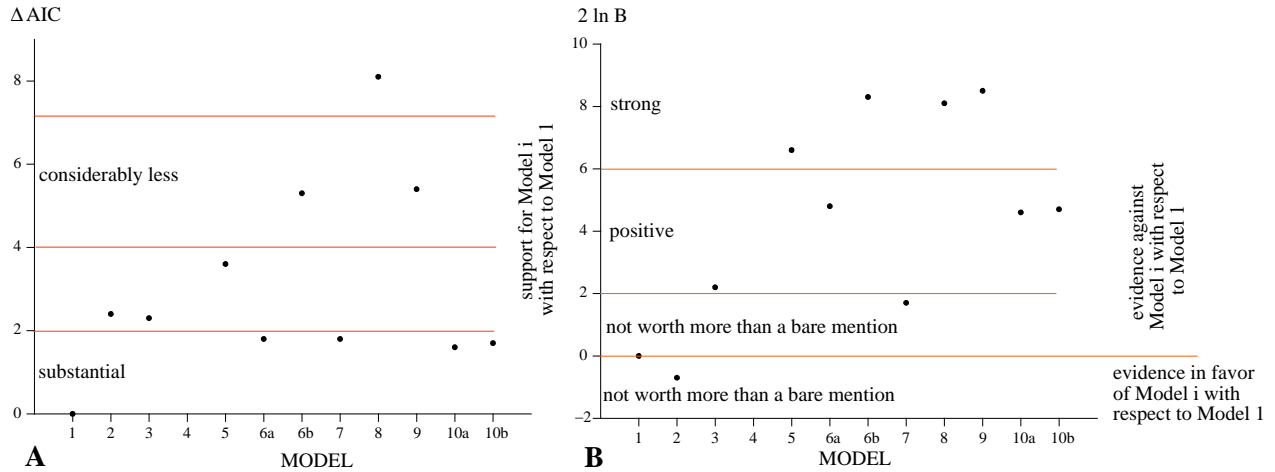 Δ AIC
8
6
4
2
0
considerably less
substantial
1 2 3 4 5 6a 6b 7 8 9 10a 10b
A
MODEL
support for Model i
with respect to Model 1
2 ln B
10
8
6
4
2
0
−2
strong
positive
not worth more than a bare mention
not worth more than a bare mention
1 2 3 4 5 6a 6b 7 8 9 10a 10b
B
MODEL
evidence against
Model i with respect
to Model 1
evidence in favor
of Model i with
respect to Model 1